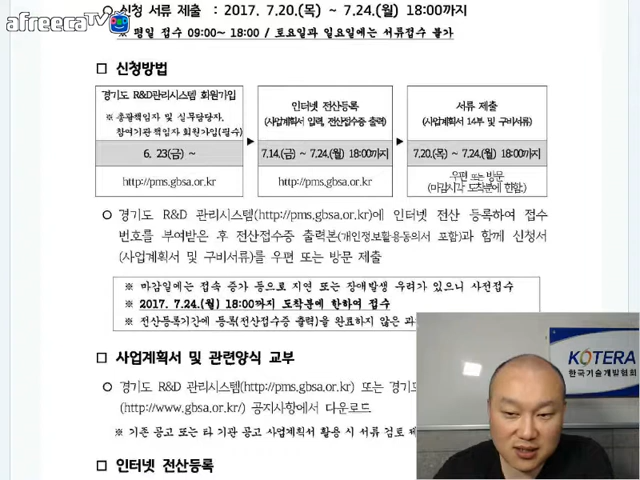 afreecaTV
○ 신청 서류 제출 : 2017. 7.20.(목) ~ 7.24.(월) 18:00까지
※ 평일 접수 09:00~ 18:00 / 토요일과 일요일에는 서류접수 불가
□ 신청방법
경기도 R&D관리시스템 회원가입
※ 총괄책임자 및 실무담당자,
참여기관책임자 회원가입(필수)
6. 23(금) ~
http://pms.gbsa.or.kr
인터넷 전산등록
(사업계획서 입력, 전산접수증 출력)
7.14.(금) ~ 7.24.(월) 18:00까지
http://pms.gbsa.or.kr
서류 제출
(사업계획서 14부 및 구비서류)
7.20.(목) ~ 7.24.(월) 18:00까지
우편 또는 방문
(마감시각 도착분에 한함.)
○ 경기도 R&D 관리시스템(http://pms.gbsa.or.kr)에 인터넷 전산 등록하여 접수
번호를 부여받은 후 전산접수증 출력본(개인정보활용동의서 포함)과 함께 신청서
(사업계획서 및 구비서류)를 우편 또는 방문 제출
※ 마감일에는 접속 증가 등으로 지연 또는 장애발생 우려가 있으니 사전접수
※ 2017. 7.24.(월) 18:00까지 도착분에 한하여 접수
※ 전산등록기간에 등록(전산접수증 출력)을 완료하지 않은 과
□ 사업계획서 및 관련양식 교부
○ 경기도 R&D 관리시스템(http://pms.gbsa.or.kr) 또는 경기도
(http://www.gbsa.or.kr/) 공지사항에서 다운로드
※ 기존 공고 또는 타 기관 공고 사업계획서 활용 시 서류 검토 제
□ 인터넷 전산등록
KOTERA
한국기술개발협회